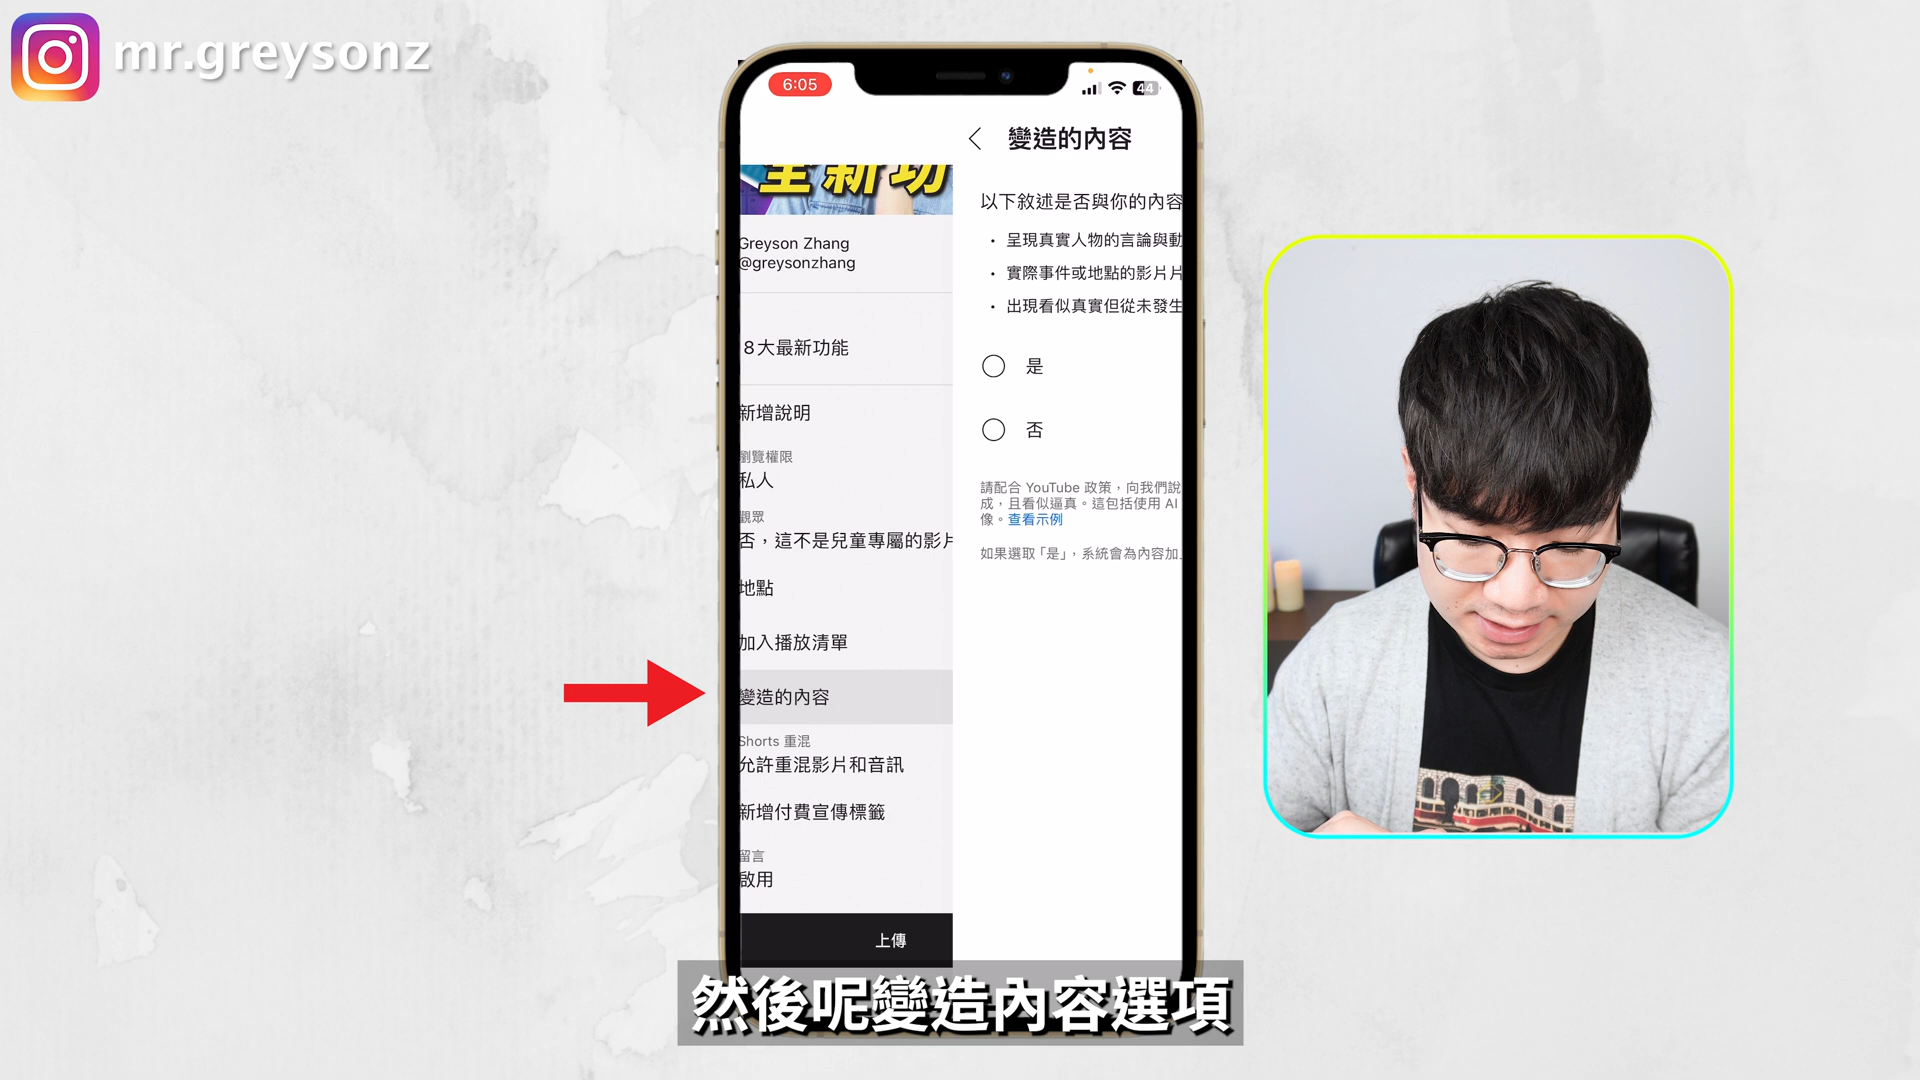 mr.greysonz
6:05
44
變造的內容
全新功
Greyson Zhang
@greysonzhang
8大最新功能
新增說明
瀏覽權限
私人
觀眾
否，這不是兒童專屬的影片
地點
加入播放清單
變造的內容
Shorts 重混
允許重混影片和音訊
新增付費宣傳標籤
留言
啟用
上傳
以下敘述是否與你的內容
• 呈現真實人物的言論與動
• 實際事件或地點的影片片
• 出現看似真實但從未發生
是
否
請配合 YouTube 政策，向我們說
成，且看似逼真。這包括使用 AI
像。查看示例
如果選取「是」，系統會為內容加
然後呢變造內容選項